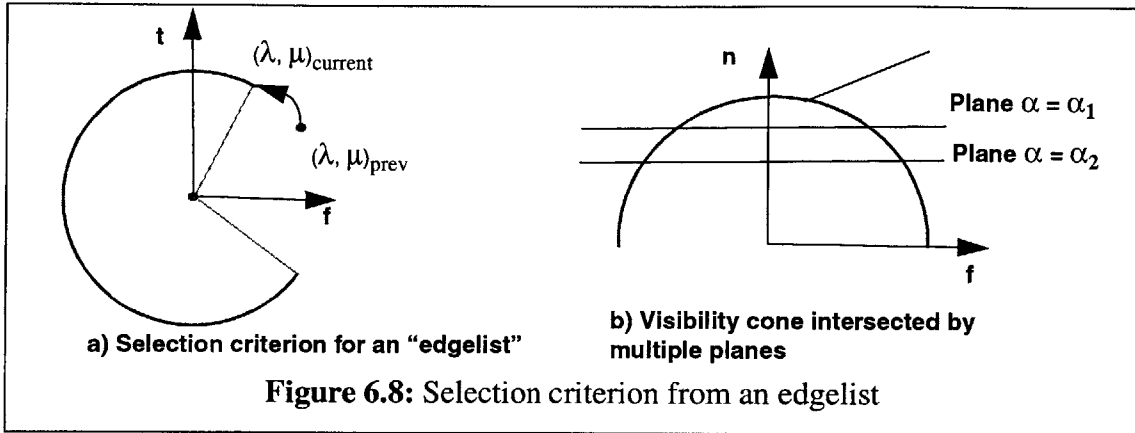 t
(λ, μ)current
(λ, μ)prev
f
a) Selection criterion for an “edgelist”
n
Plane α = α1
Plane α = α2
f
b) Visibility cone intersected by
multiple planes
Figure 6.8: Selection criterion from an edgelist